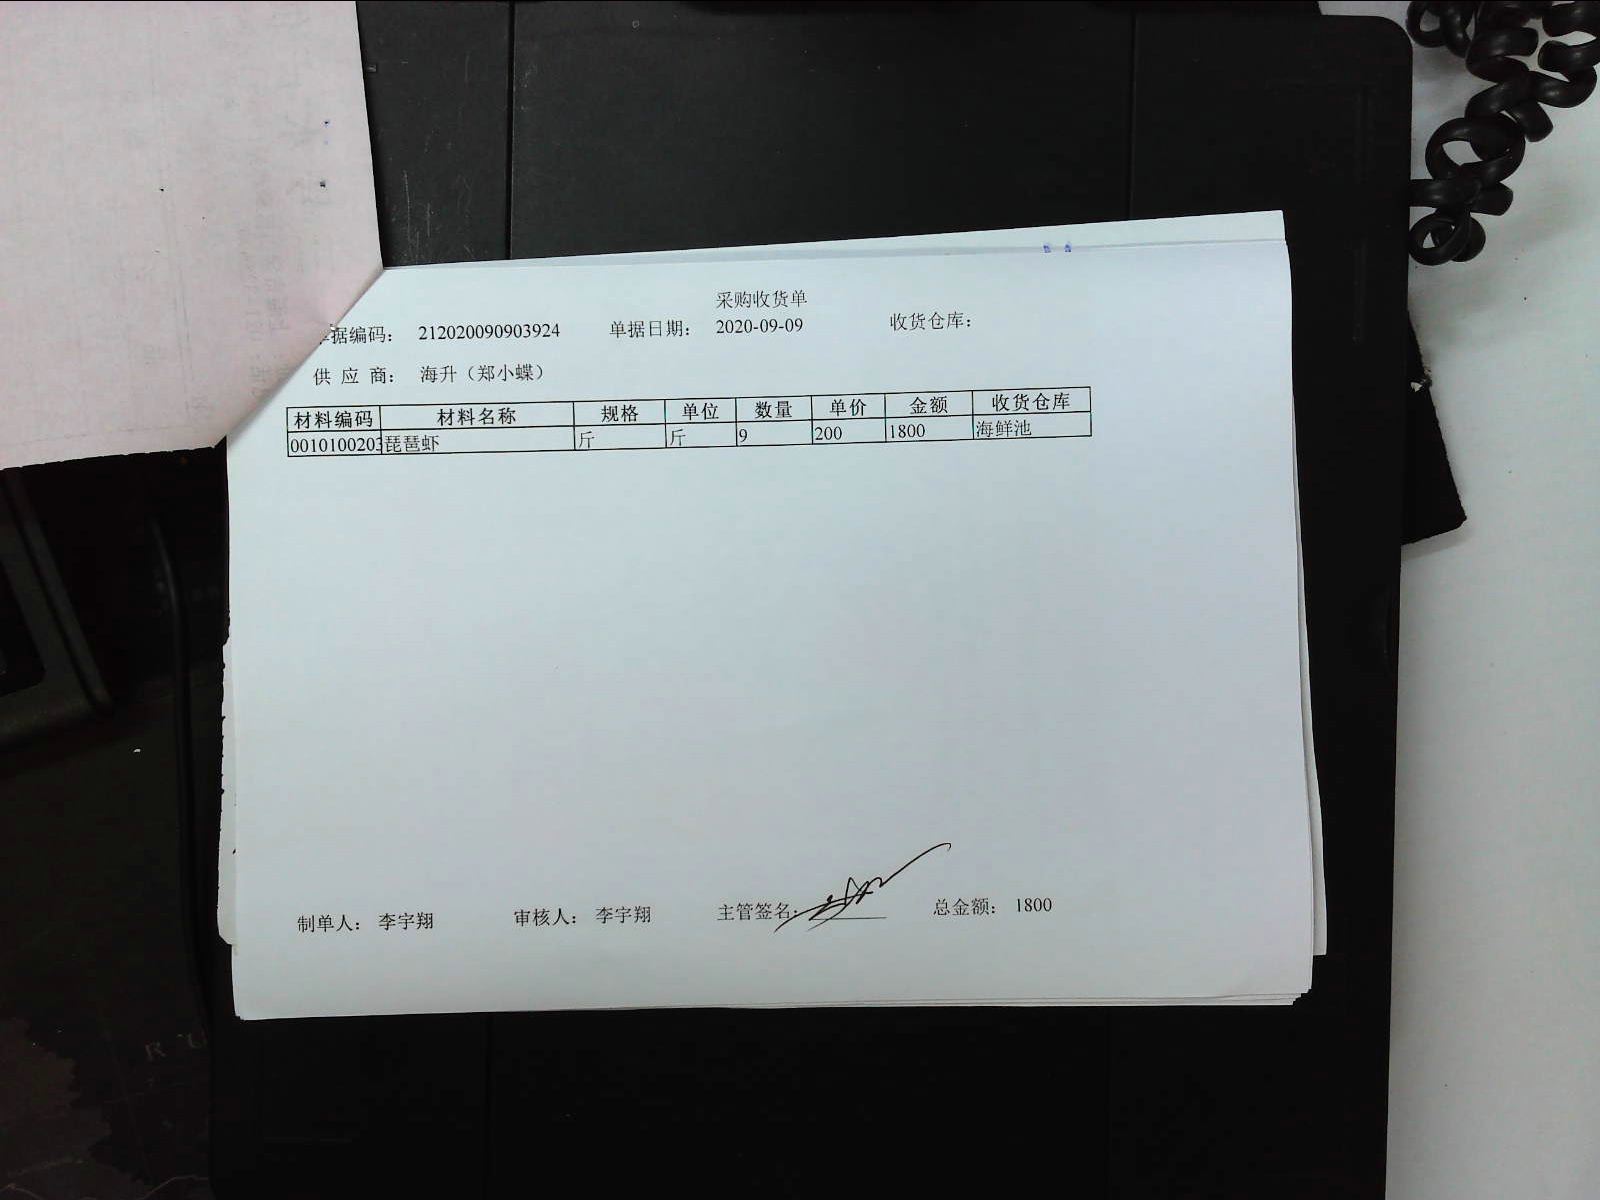 采购收货单
据编码： 212020090903924 单据日期： 2020-09-09 收货仓库：
供 应 商： 海升（郑小蝶）
材料编码 材料名称 规格 单位 数量 单价 金额 收货仓库
0010100203 琵琶虾 斤 斤 9 200 1800 海鲜池
制单人： 李宇翔 审核人： 李宇翔 主管签名： 总金额： 1800